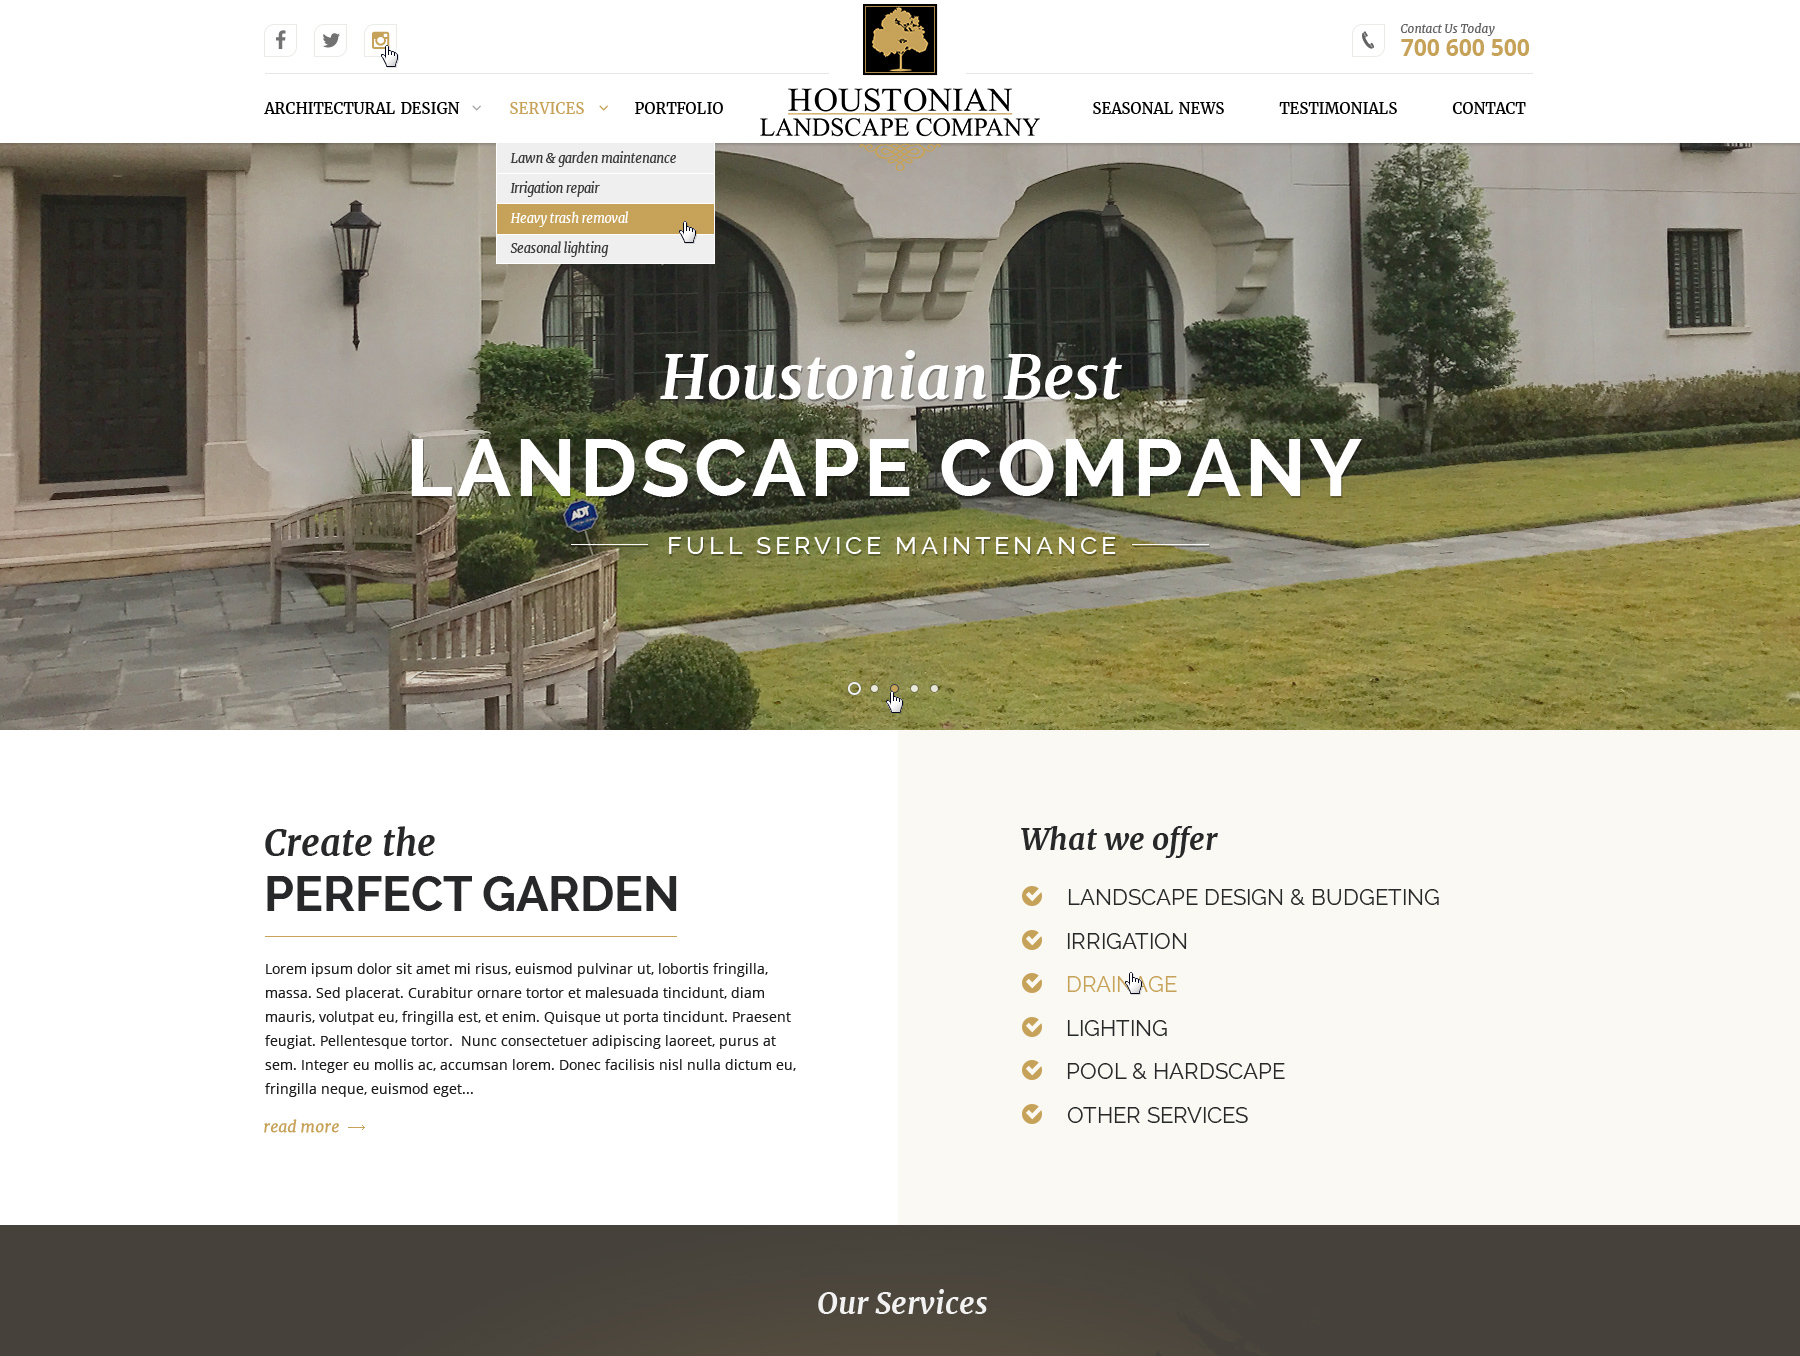 Contact Us Today
700 600 500
ARCHITECTURAL DESIGN
SERVICES
PORTFOLIO
HOUSTONIAN
LANDSCAPE COMPANY
SEASONAL NEWS
TESTIMONIALS
CONTACT
Lawn & garden maintenance
Irrigation repair
Heavy trash removal
Seasonal lighting
Houstonian Best
LANDSCAPE COMPANY
ADT
FULL SERVICE MAINTENANCE
Create the
PERFECT GARDEN
Lorem ipsum dolor sit amet mi risus, euismod pulvinar ut, lobortis fringilla,
massa. Sed placerat. Curabitur ornare tortor et malesuada tincidunt, diam
mauris, volutpat eu, fringilla est, et enim. Quisque ut porta tincidunt. Praesent
feugiat. Pellentesque tortor.  Nunc consectetuer adipiscing laoreet, purus at
sem. Integer eu mollis ac, accumsan lorem. Donec facilisis nisl nulla dictum eu,
fringilla neque, euismod eget...
read more
What we offer
LANDSCAPE DESIGN & BUDGETING
IRRIGATION
DRAINAGE
LIGHTING
POOL & HARDSCAPE
OTHER SERVICES
Our Services